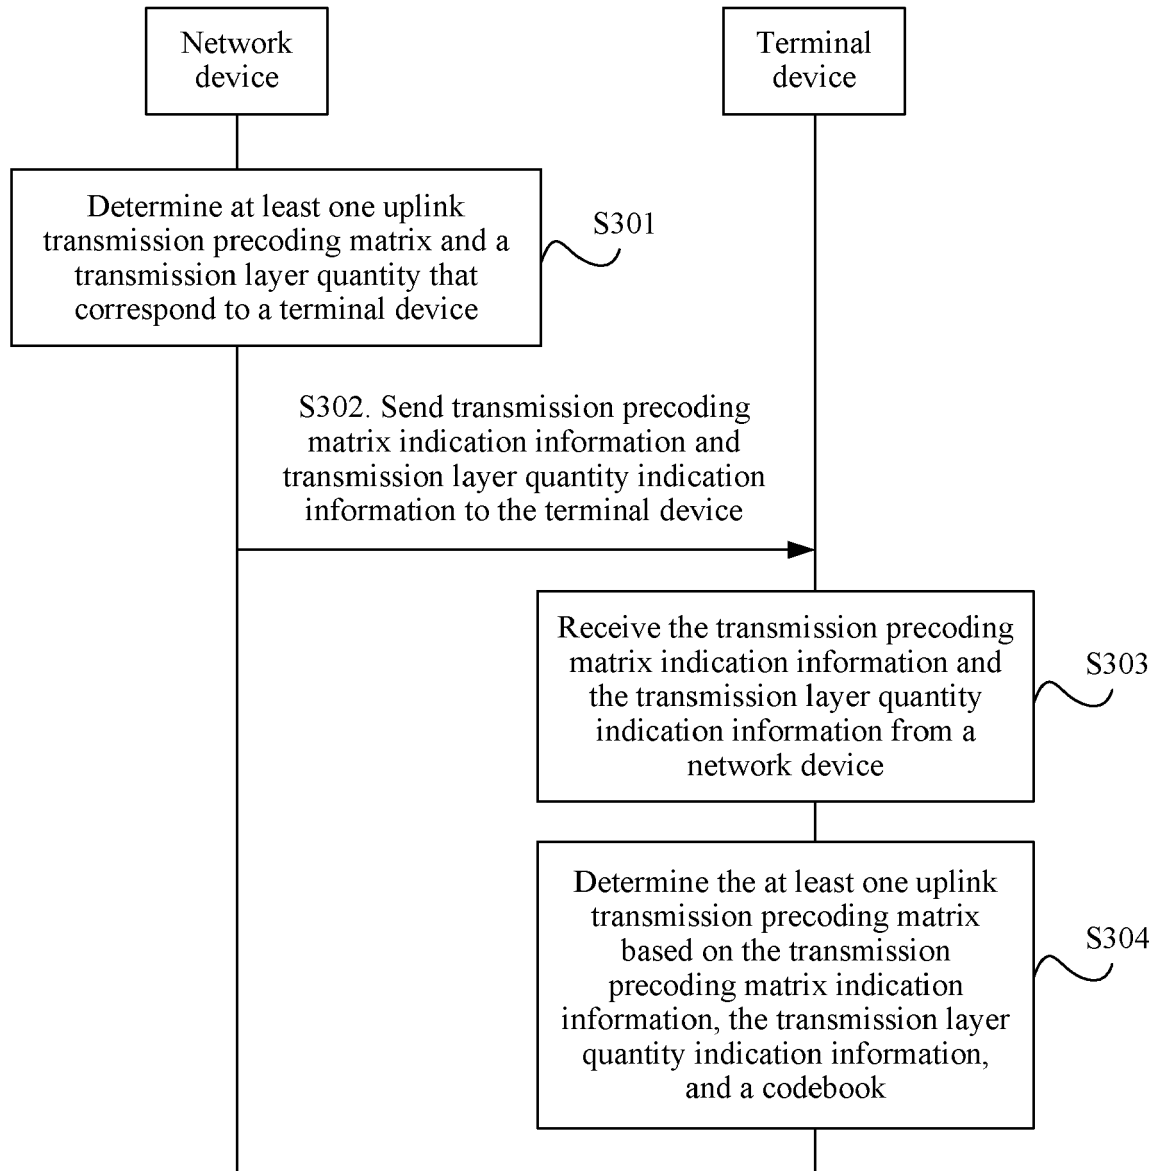 Network
device
Terminal
device
Determine at least one uplink
transmission precoding matrix and a
transmission layer quantity that
correspond to a terminal device
S301
S302. Send transmission precoding
matrix indication information and
transmission layer quantity indication
information to the terminal device
Receive the transmission precoding
matrix indication information and
the transmission layer quantity
indication information from a
network device
S303
Determine the at least one uplink
transmission precoding matrix
based on the transmission
precoding matrix indication
information, the transmission layer
quantity indication information,
and a codebook
S304